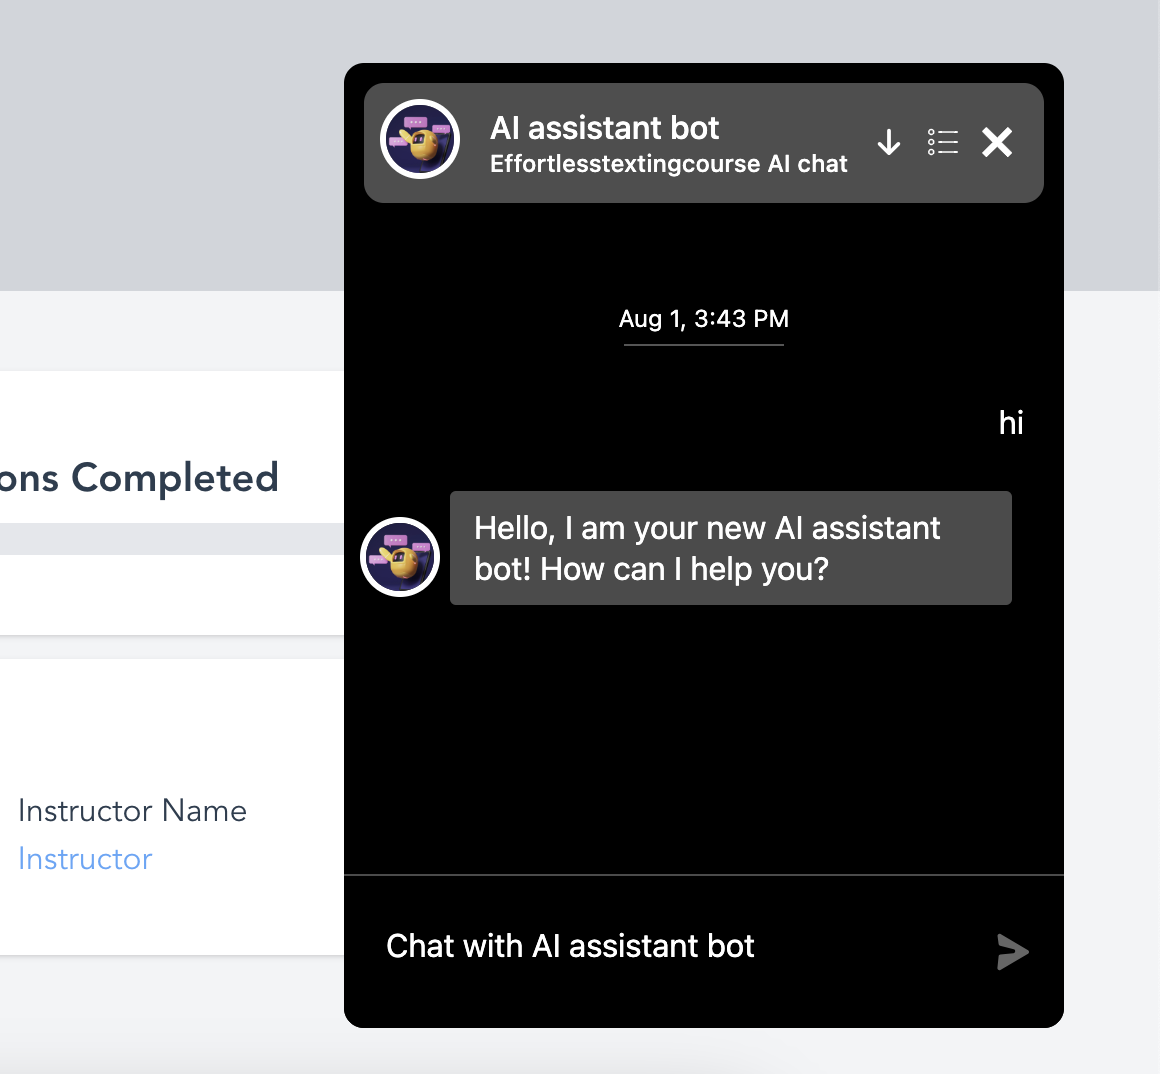 AI assistant bot
Effortlesstextingcourse AI chat
Aug 1, 3:43 PM
hi
ons Completed
Hello, I am your new AI assistant
bot! How can I help you?
Instructor Name
Instructor
Chat with AI assistant bot